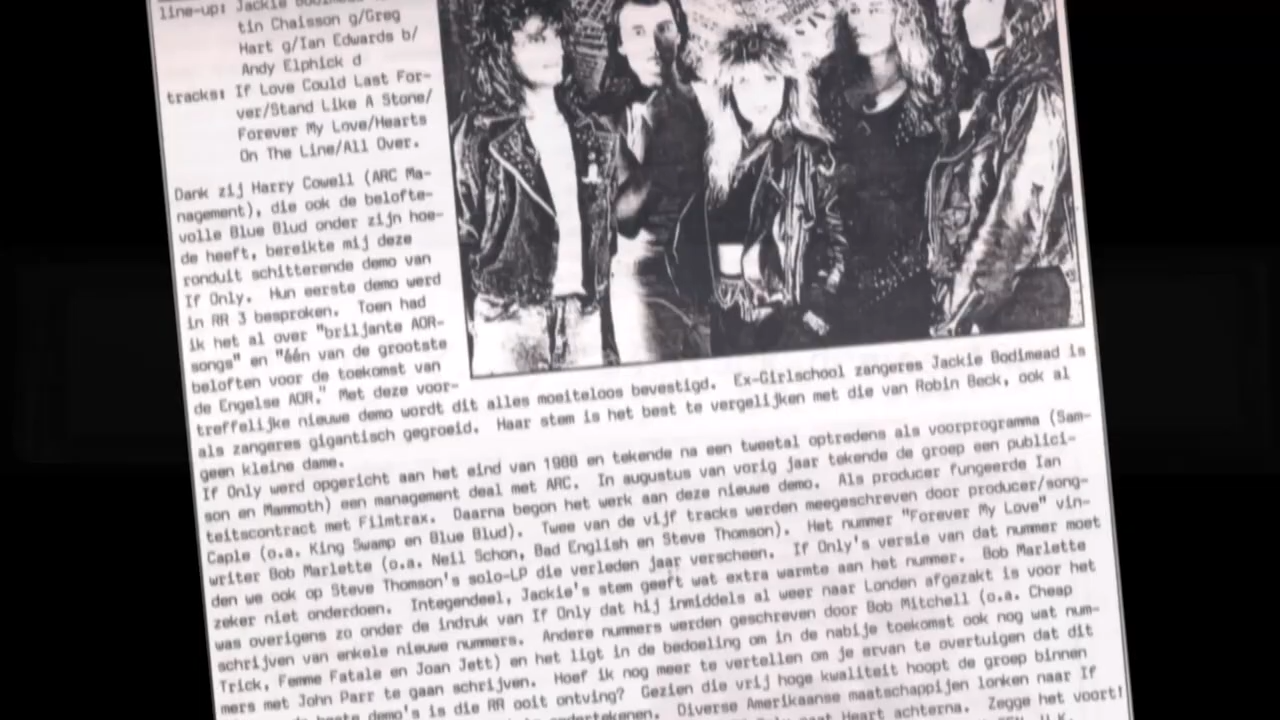 line-up: Jackie Bodimead
tin Chaisson g/Greg
Hart g/Ian Edwards b/
Andy Elphick d
tracks: If Love Could Last For-
ver/Stand Like A Stone/
Forever My Love/Hearts
On The Line/All Over.
Dank zij Harry Cowell (ARC Ma-
nagement), die ook de belofte-
volle Blue Blud onder zijn hoe-
de heeft, bereikte mij deze
ronduit schitterende demo van
If Only. Hun eerste demo werd
in RR 3 besproken. Toen had
ik het al over "briljante AOR-
songs" en "één van de grootste
beloften voor de toekomst van
de Engelse AOR." Met deze voor-
treffelijke nieuwe demo wordt dit alles moeiteloos bevestigd. Ex-Girlschool zangeres Jackie Bodimead is
als zangeres gigantisch gegroeid. Haar stem is het best te vergelijken met die van Robin Beck, ook al
geen kleine dame.
If Only werd opgericht aan het eind van 1988 en tekende na een tweetal optredens als voorprogramma (Sam-
son en Mammoth) een management deal met ARC. In augustus van vorig jaar tekende de groep een publici-
teitscontract met Filmtrax. Daarna begon het werk aan deze nieuwe demo. Als producer fungeerde Ian
Caple (o.a. King Swamp en Blue Blud). Twee van de vijf tracks werden meegeschreven door producer/song-
writer Bob Marlette (o.a. Neil Schon, Bad English en Steve Thomson). Het nummer "Forever My Love" vin-
den we ook op Steve Thomson's solo-LP die verleden jaar verscheen. If Only's versie van dat nummer moet
zeker niet onderdoen. Integendeel, Jackie's stem geeft wat extra warmte aan het nummer. Bob Marlette
was overigens zo onder de indruk van If Only dat hij inmiddels al weer naar Londen afgezakt is voor het
schrijven van enkele nieuwe nummers. Andere nummers werden geschreven door Bob Mitchell (o.a. Cheap
Trick, Femme Fatale en Joan Jett) en het ligt in de bedoeling om in de nabije toekomst ook nog wat num-
mers met John Parr te gaan schrijven. Hoef ik nog meer te vertellen om je ervan te overtuigen dat dit
beste demo's is die RR ooit ontving? Gezien die vrij hoge kwaliteit hoopt de groep binnen
ondertekenen. Diverse Amerikaanse maatschappijen lonken naar If
Heart achterna. Zegge het voort!
U.K.